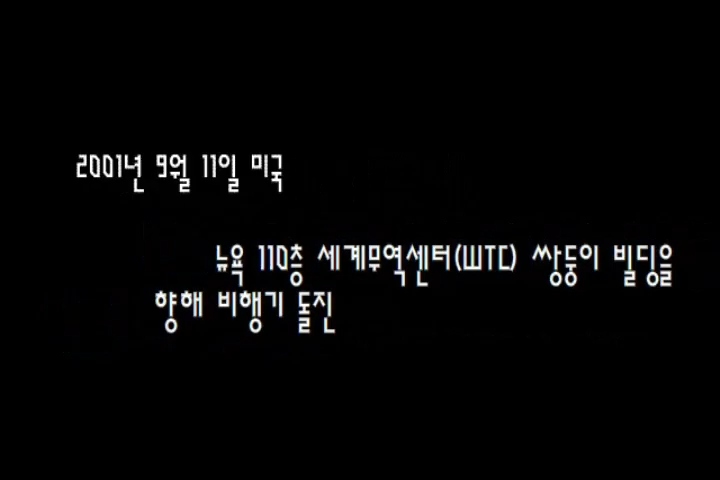 2001년 9월 11일 미국
뉴욕 110층 세계무역센터(WTC) 쌍둥이 빌딩을
향해 비행기 돌진